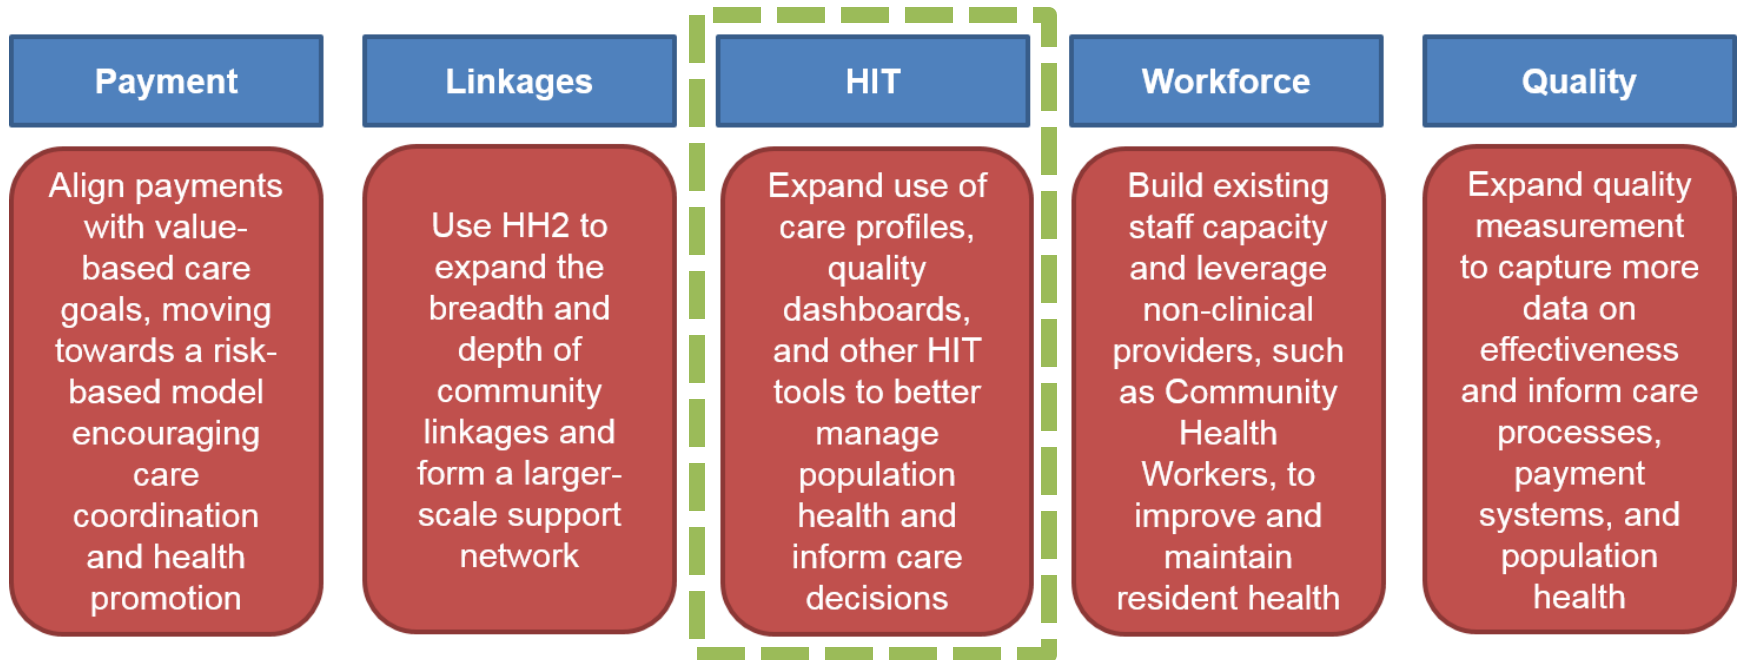 Payment
Align payments
with value-
based care
goals, moving
towards a risk-
based model
encouraging
care
coordination
and health
promotion
Linkages
Use HH2 to
expand the
breadth and
depth of
community
linkages and
form a larger-
scale support
network
HIT
Expand use of
care profiles,
quality
dashboards,
and other HIT
tools to better
manage
population
health and
inform care
decisions
Workforce
Build existing
staff capacity
and leverage
non-clinical
providers, such
as Community
Health
Workers, to
improve and
maintain
resident health
Quality
Expand quality
measurement
to capture more
data on
effectiveness
and inform care
processes,
payment
systems, and
population
health